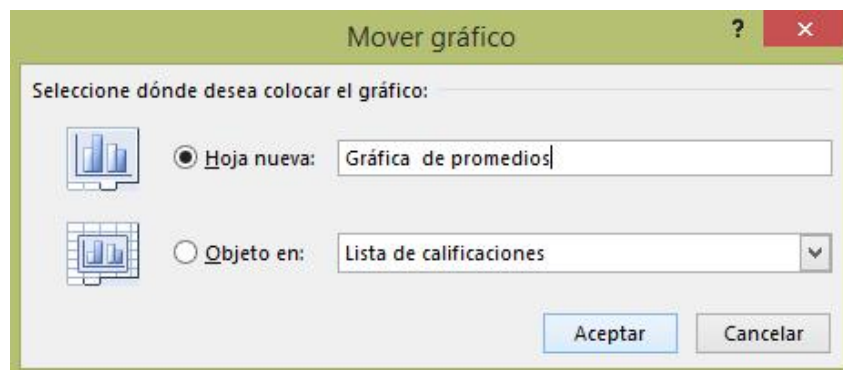 Mover gráfico
?
×
Seleccione dónde desea colocar el gráfico:
Hoja nueva: Gráfica  de promedios
Objeto en: Lista de calificaciones
Aceptar Cancelar